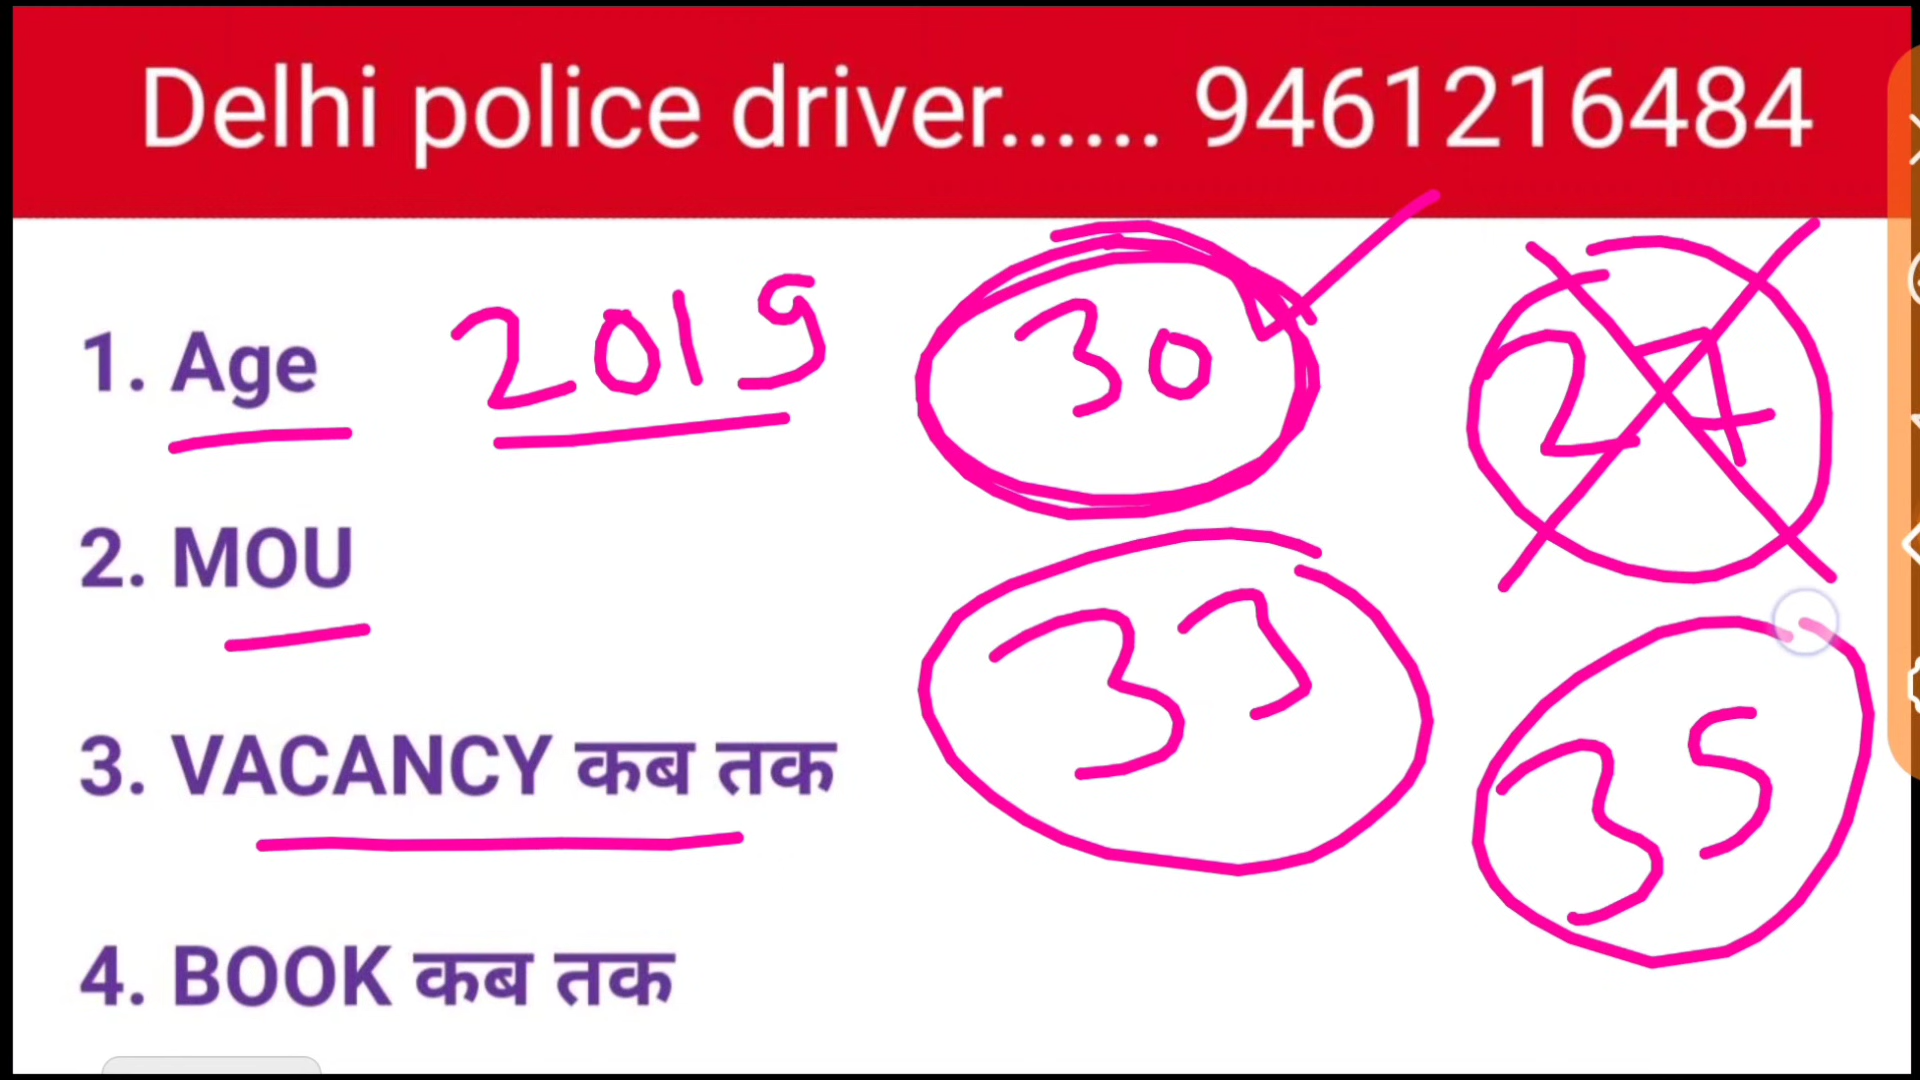 Delhi police driver...... 9461216484
1. Age 2019 30 27
2. MOU
33
3. VACANCY कब तक
35
4. BOOK कब तक